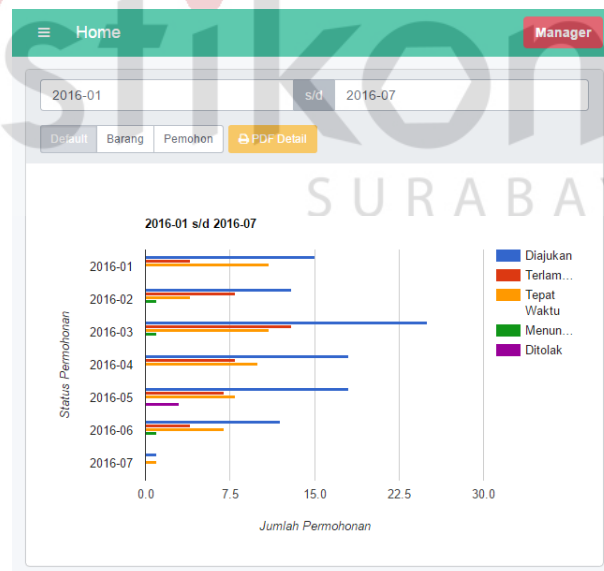 stikom
≡ Home
Manager
2016-01 s/d 2016-07
Default Barang Pemohon PDF Detail
SURABAYA
2016-01 s/d 2016-07
2016-01
2016-02
2016-03
2016-04
2016-05
2016-06
2016-07
Status Permohonan
0.0 7.5 15.0 22.5 30.0
Jumlah Permohonan
Diajukan
Terlam...
Tepat
Waktu
Menun...
Ditolak